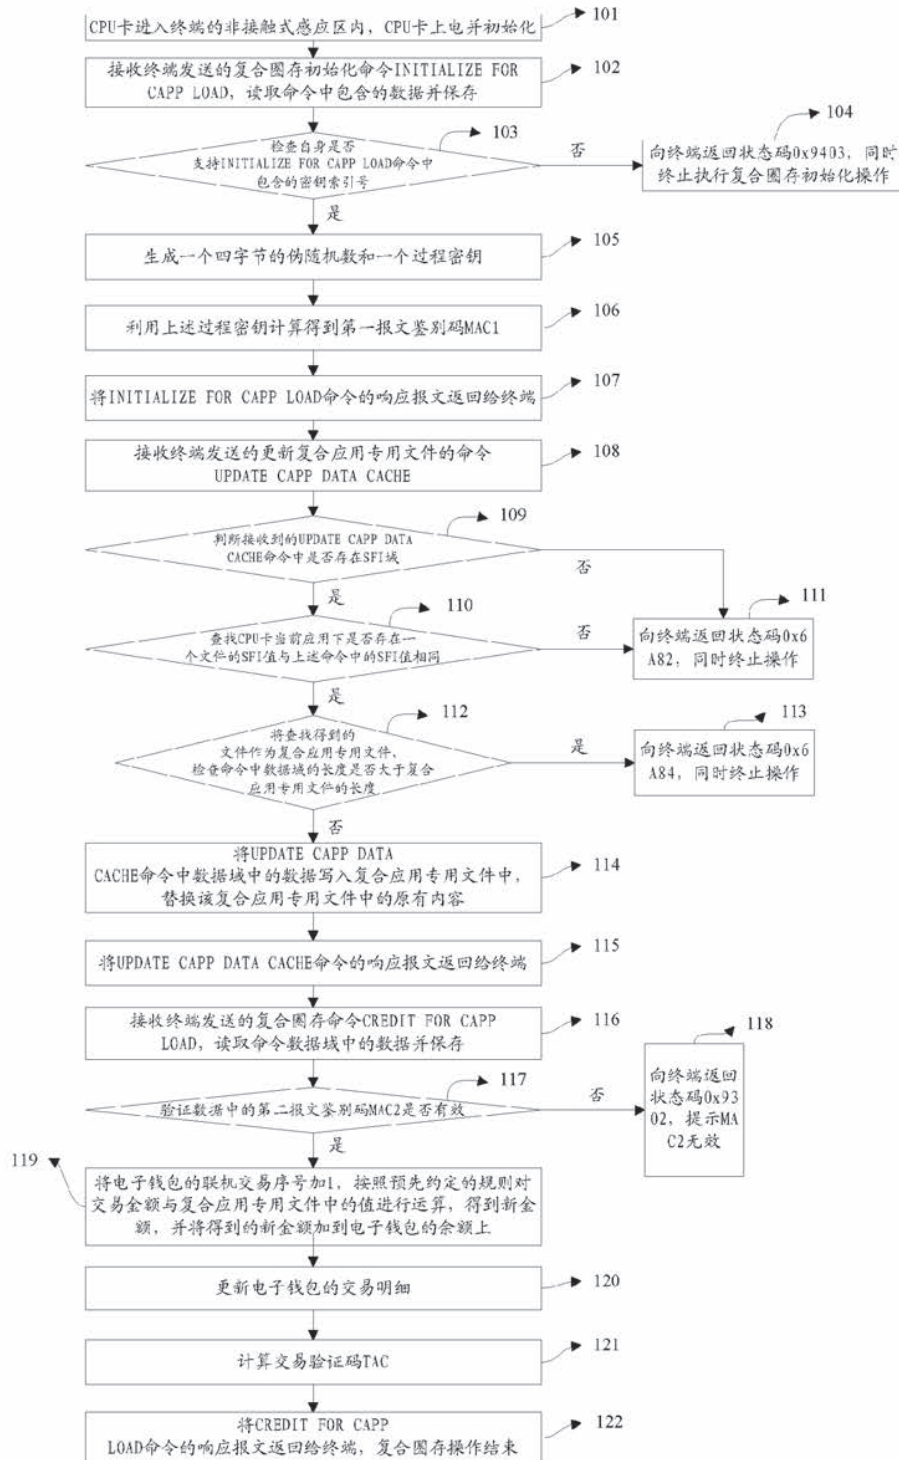 CPU卡进入终端的非接触式感应区内，CPU卡上电并初始化
101
接收终端发送的复合圈存初始化命令INITIALIZE FOR
CAPP LOAD，读取命令中包含的数据并保存
102
检查自身是否
支持INITIALIZE FOR CAPP LOAD命令中
包含的密钥索引号
103
否
向终端返回状态码0x9403，同时
终止执行复合圈存初始化操作
104
是
生成一个四字节的伪随机数和一个过程密钥
105
利用上述过程密钥计算得到第一报文鉴别码MAC1
106
将INITIALIZE FOR CAPP LOAD命令的响应报文返回给终端
107
接收终端发送的更新复合应用专用文件的命令
UPDATE CAPP DATA CACHE
108
判断接收到的UPDATE CAPP DATA
CACHE命令中是否存在SFI域
109
否
是
查找CPU卡当前应用下是否存在一
个文件的SFI值与上述命令中的SFI值相同
110
否
向终端返回状态码0x6
A82，同时终止操作
111
是
将查找得到的
文件作为复合应用专用文件、
检查命令中数据域的长度是否大于复合
应用专用文件的长度
112
是
向终端返回状态码0x6
A84，同时终止操作
113
否
将UPDATE CAPP DATA
CACHE命令中数据域中的数据写入复合应用专用文件中，
替换该复合应用专用文件中的原有内容
114
将UPDATE CAPP DATA CACHE命令的响应报文返回给终端
115
接收终端发送的复合圈存命令CREDIT FOR CAPP
LOAD，读取命令数据域中的数据并保存
116
验证数据中的第二报文鉴别码MAC2是否有效
117
否
向终端返回
状态码0x93
02，提示MA
C2无效
118
是
119
将电子钱包的联机交易序号加1，按照预先约定的规则对
交易金额与复合应用专用文件中的值进行运算，得到新金
额，并将得到的新金额加到电子钱包的余额上
更新电子钱包的交易明细
120
计算交易验证码TAC
121
将CREDIT FOR CAPP
LOAD命令的响应报文返回给终端，复合圈存操作结束
122